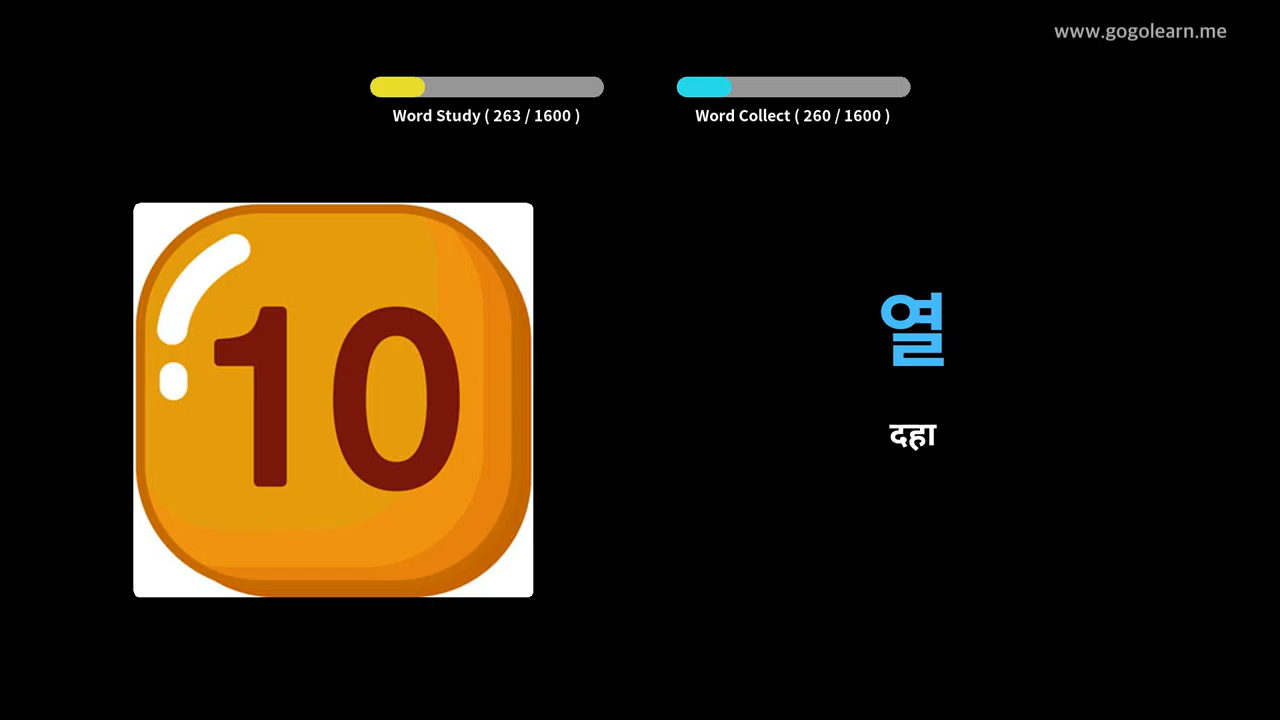 www.gogolearn.me
Word Study ( 263 / 1600 )
Word Collect ( 260 / 1600 )
10
열
दहा